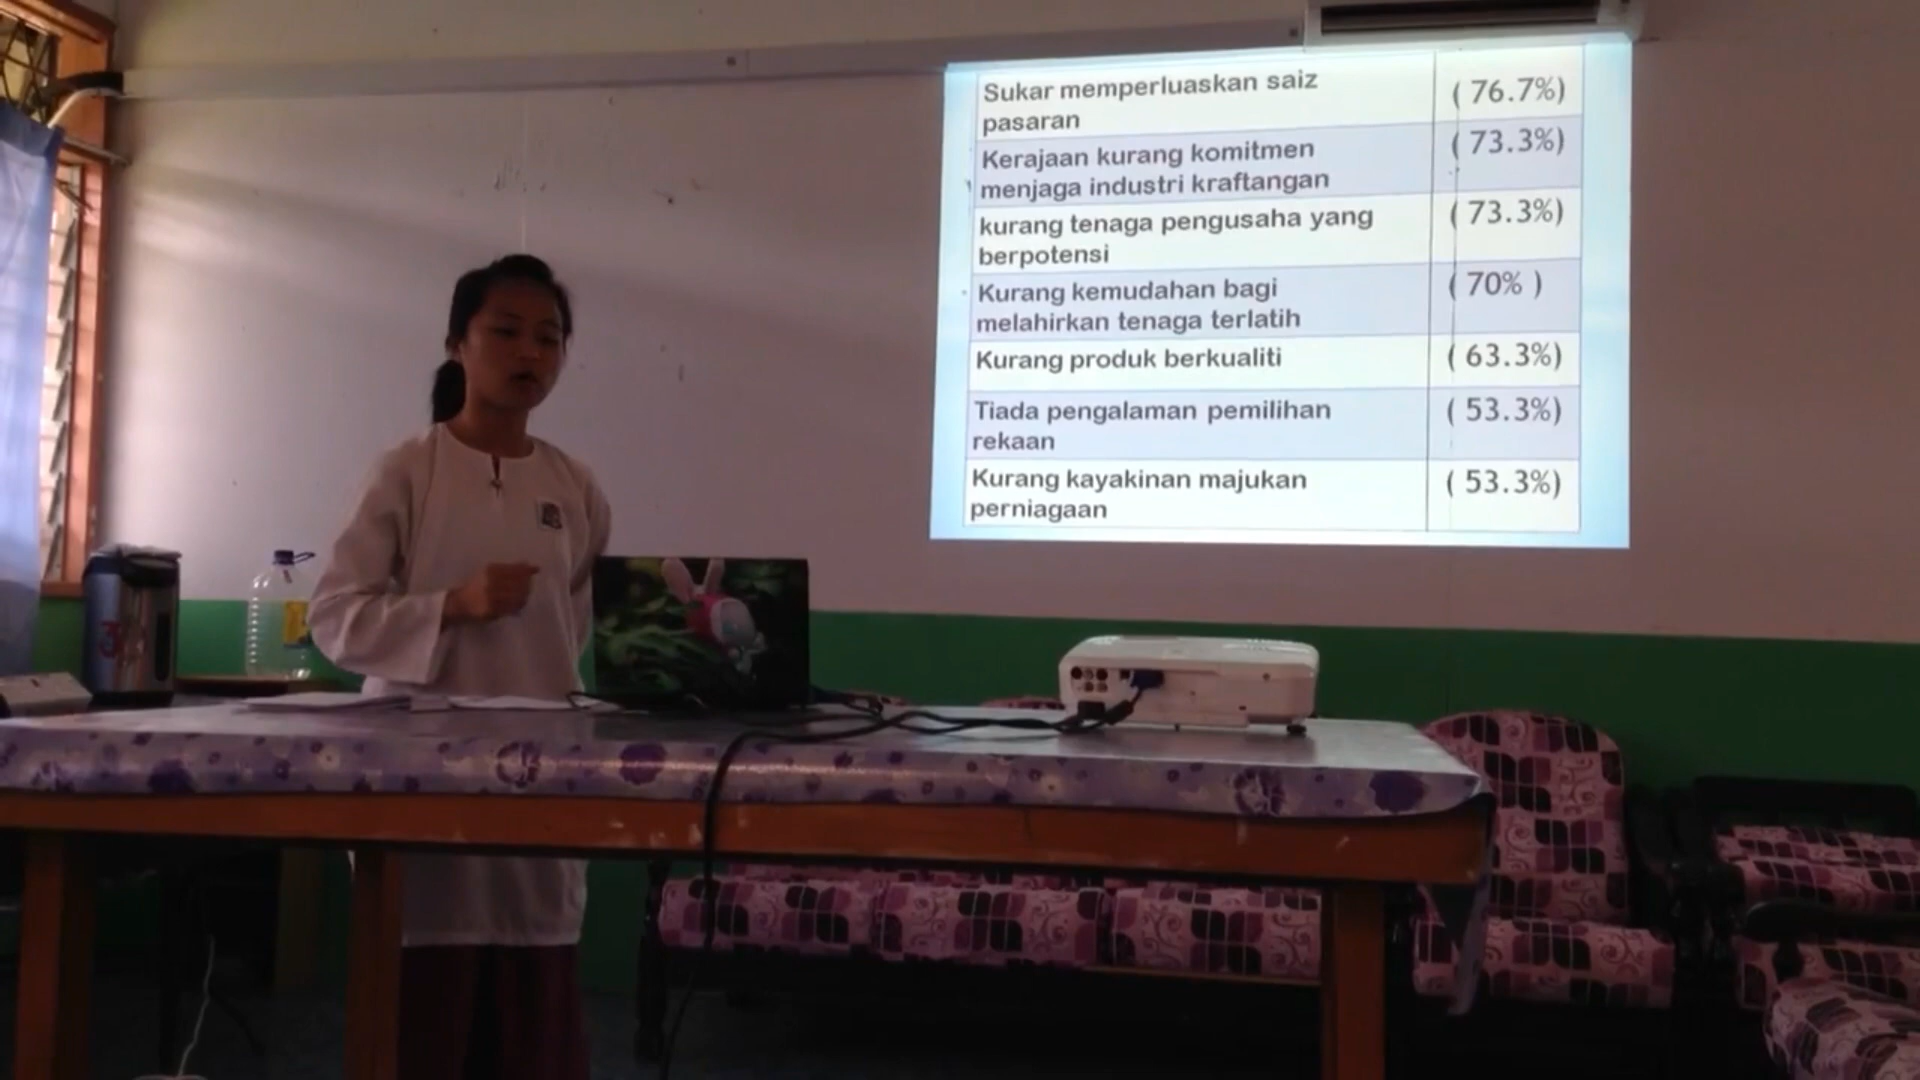 Sukar memperluaskan saiz
pasaran
( 76.7%)
Kerajaan kurang komitmen
menjaga industri kraftangan
( 73.3%)
kurang tenaga pengusaha yang
berpotensi
( 73.3%)
Kurang kemudahan bagi
melahirkan tenaga terlatih
( 70% )
Kurang produk berkualiti
( 63.3%)
Tiada pengalaman pemilihan
rekaan
( 53.3%)
Kurang kayakinan majukan
perniagaan
( 53.3%)